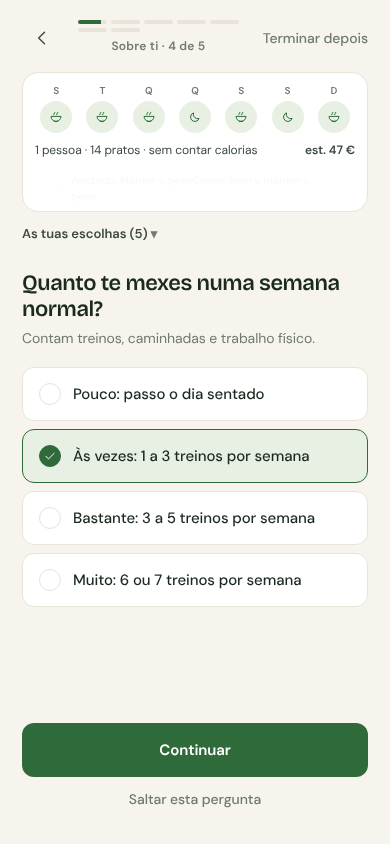 Sobre ti · 4 de 5
Terminar depois
S T Q Q S S D
1 pessoa · 14 pratos · sem contar calorias est. 47 €
As tuas escolhas (5) ▾
Quanto te mexes numa semana
normal?
Contam treinos, caminhadas e trabalho físico.
Pouco: passo o dia sentado
Às vezes: 1 a 3 treinos por semana
Bastante: 3 a 5 treinos por semana
Muito: 6 ou 7 treinos por semana
Continuar
Saltar esta pergunta